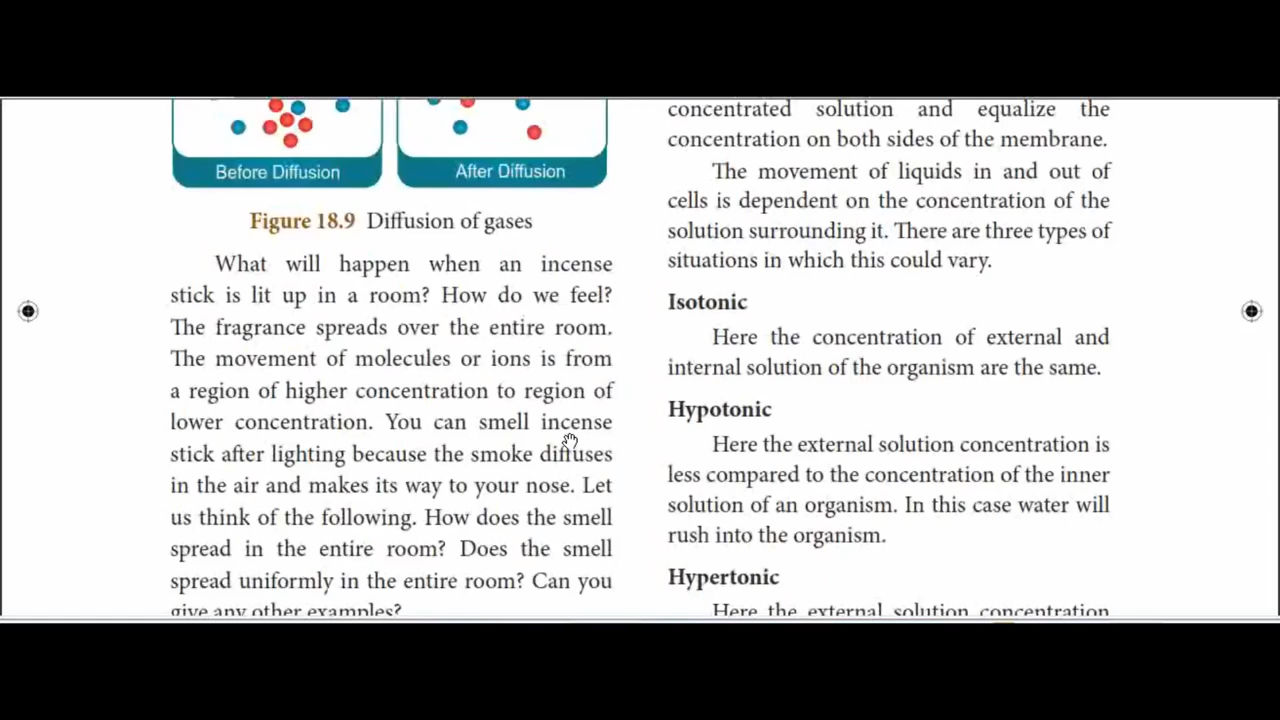 Before Diffusion
After Diffusion
Figure 18.9 Diffusion of gases
What will happen when an incense
stick is lit up in a room? How do we feel?
The fragrance spreads over the entire room.
The movement of molecules or ions is from
a region of higher concentration to region of
lower concentration. You can smell incense
stick after lighting because the smoke diffuses
in the air and makes its way to your nose. Let
us think of the following. How does the smell
spread in the entire room? Does the smell
spread uniformly in the entire room? Can you
give any other examples?
concentrated solution and equalize the
concentration on both sides of the membrane.
The movement of liquids in and out of
cells is dependent on the concentration of the
solution surrounding it. There are three types of
situations in which this could vary.
Isotonic
Here the concentration of external and
internal solution of the organism are the same.
Hypotonic
Here the external solution concentration is
less compared to the concentration of the inner
solution of an organism. In this case water will
rush into the organism.
Hypertonic
Here the external solution concentration